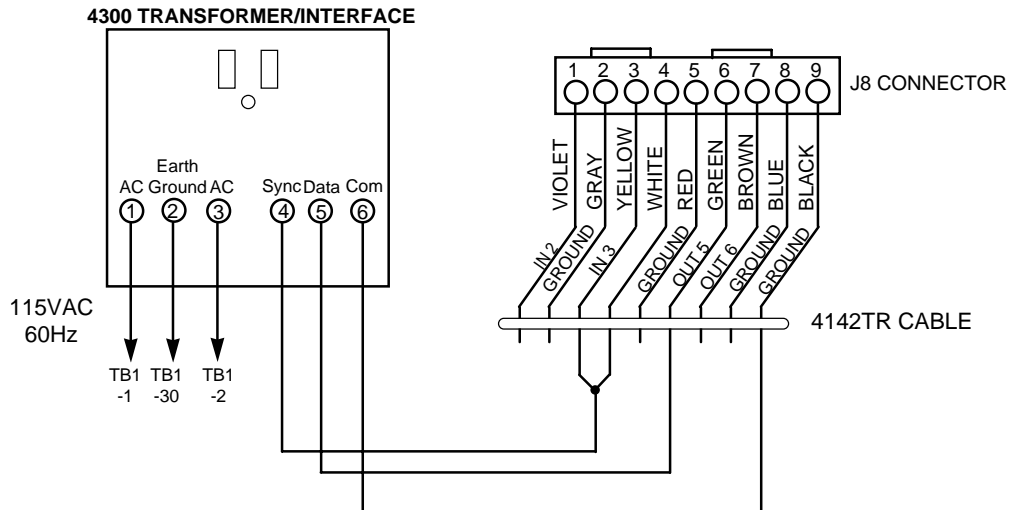 4300 TRANSFORMER/INTERFACE
Earth
AC Ground AC Sync Data Com
1 2 3 4 5 6
115VAC
60Hz
TB1 TB1 TB1
-1 -30 -2
1 2 3 4 5 6 7 8 9
J8 CONNECTOR
VIOLET
GRAY
YELLOW
WHITE
RED
GREEN
BROWN
BLUE
BLACK
IN 2
GROUND
IN 3
GROUND
OUT 5
OUT 6
GROUND
GROUND
4142TR CABLE